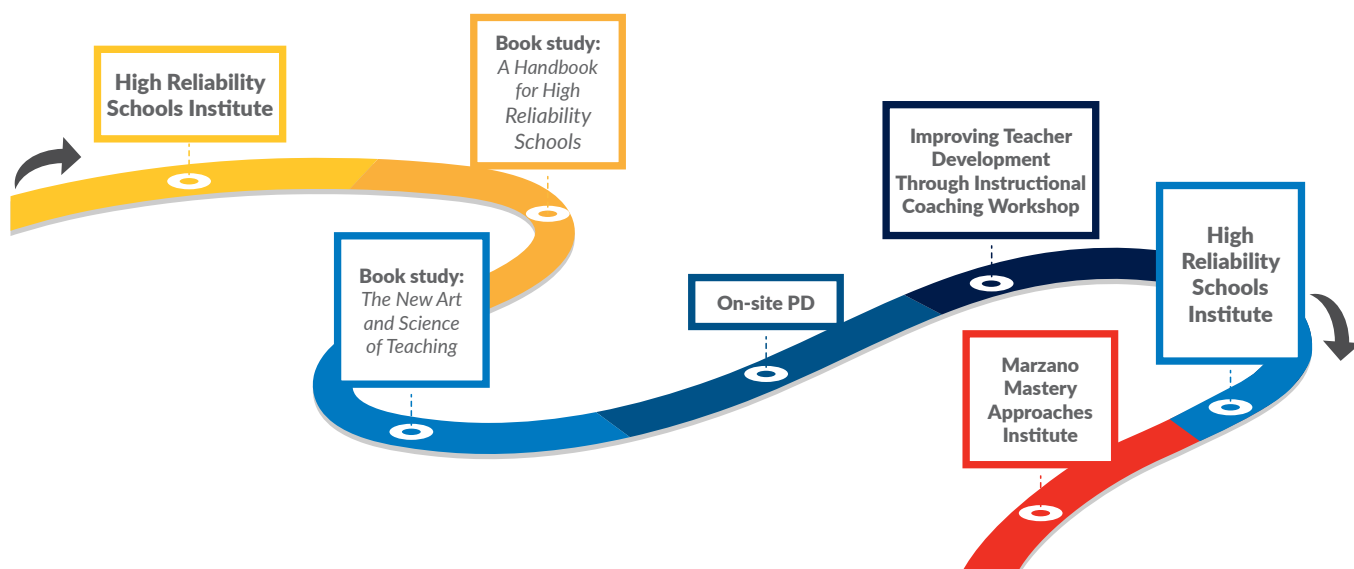 High Reliability
Schools Institute
Book study:
A Handbook
for High
Reliability
Schools
Book study:
The New Art
and Science
of Teaching
On-site PD
Improving Teacher
Development
Through Instructional
Coaching Workshop
High
Reliability
Schools
Institute
Marzano
Mastery
Approaches
Institute